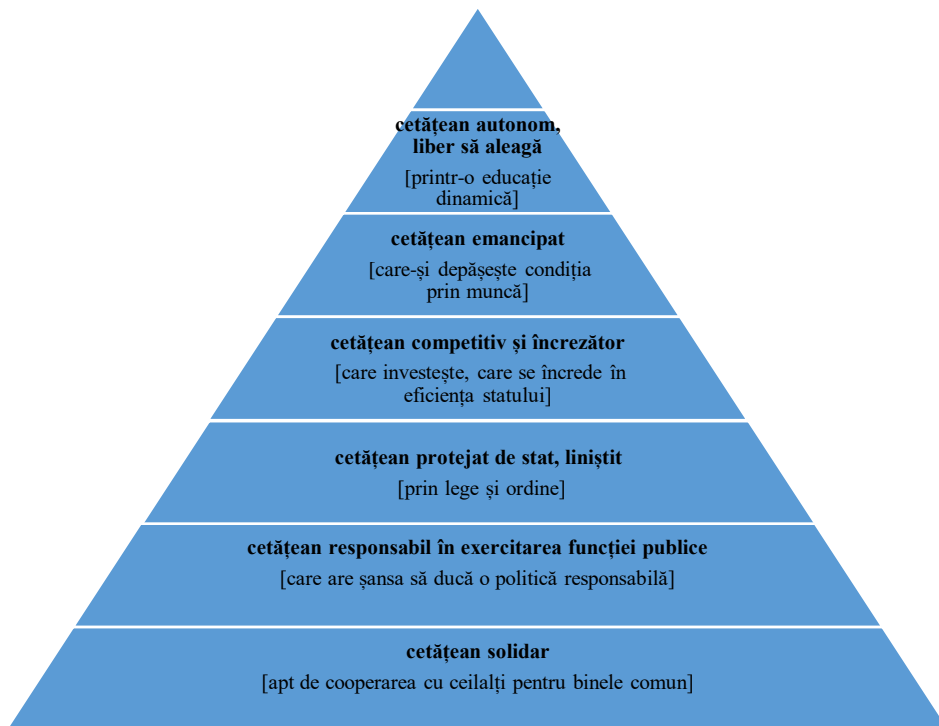 cetățean autonom,
liber să aleagă
[printr-o educație
dinamică]
cetățean emancipat
[care-și depășește condiția
prin muncă]
cetățean competitiv și încrezător
[care investește, care se încrede în
eficiența statului]
cetățean protejat de stat, liniștit
[prin lege și ordine]
cetățean responsabil în exercitarea funcției publice
[care are șansa să ducă o politică responsabilă]
cetățean solidar
[apt de cooperarea cu ceilalți pentru binele comun]